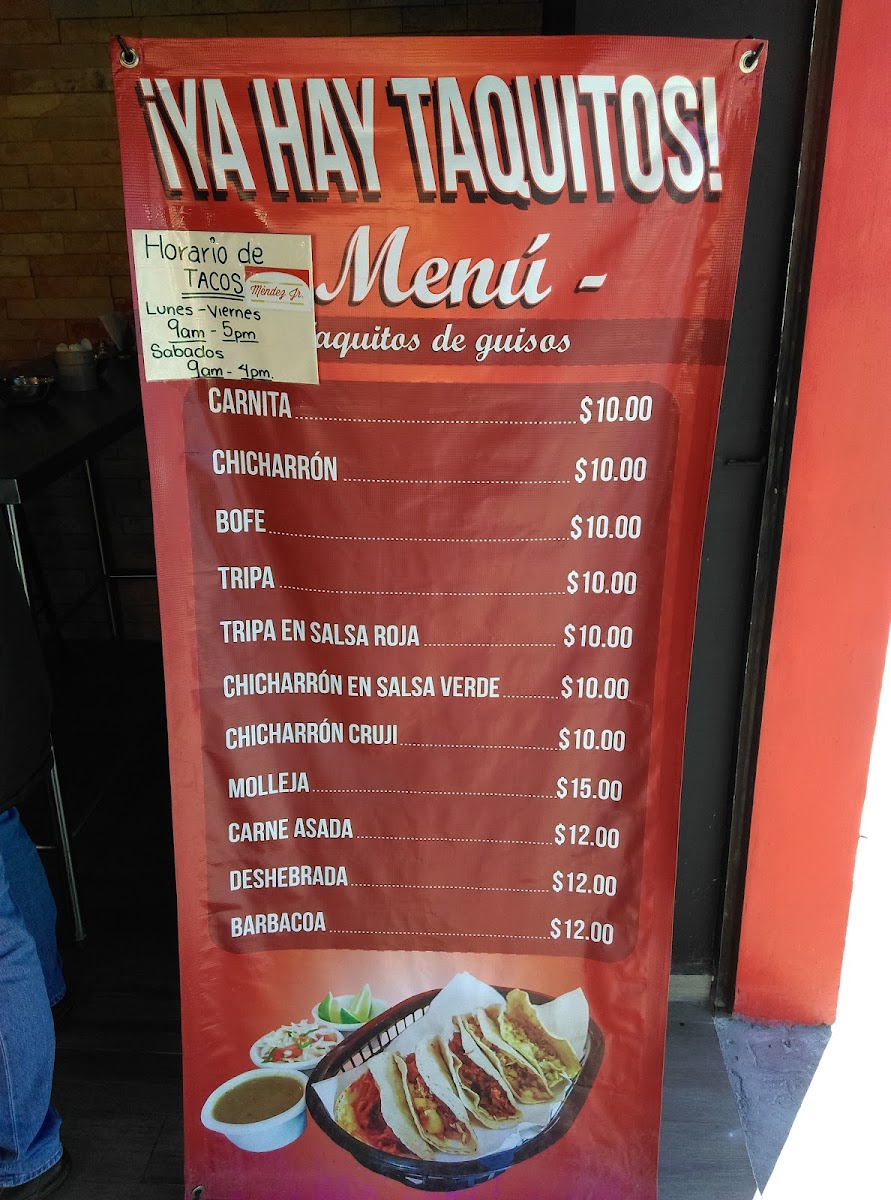 ¡YA HAY TAQUITOS!
Menú -
Horario de
TACOS
Méndez Jr.
Lunes - Viernes
9am - 5pm
Sabados
9am - 4pm.
Taquitos de guisos
CARNITA $10.00
CHICHARRÓN $10.00
BOFE $10.00
TRIPA $10.00
TRIPA EN SALSA ROJA $10.00
CHICHARRÓN EN SALSA VERDE $10.00
CHICHARRÓN CRUJI $10.00
MOLLEJA $15.00
CARNE ASADA $12.00
DESHEBRADA $12.00
BARBACOA $12.00